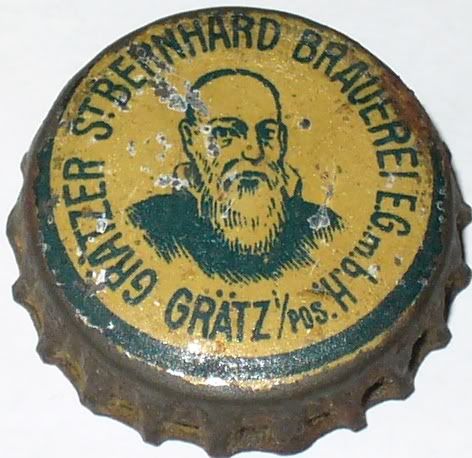 GRÄTZER ST. BERNHARD BRAUEREI E.G.m.b.H.
GRÄTZ i/POS.